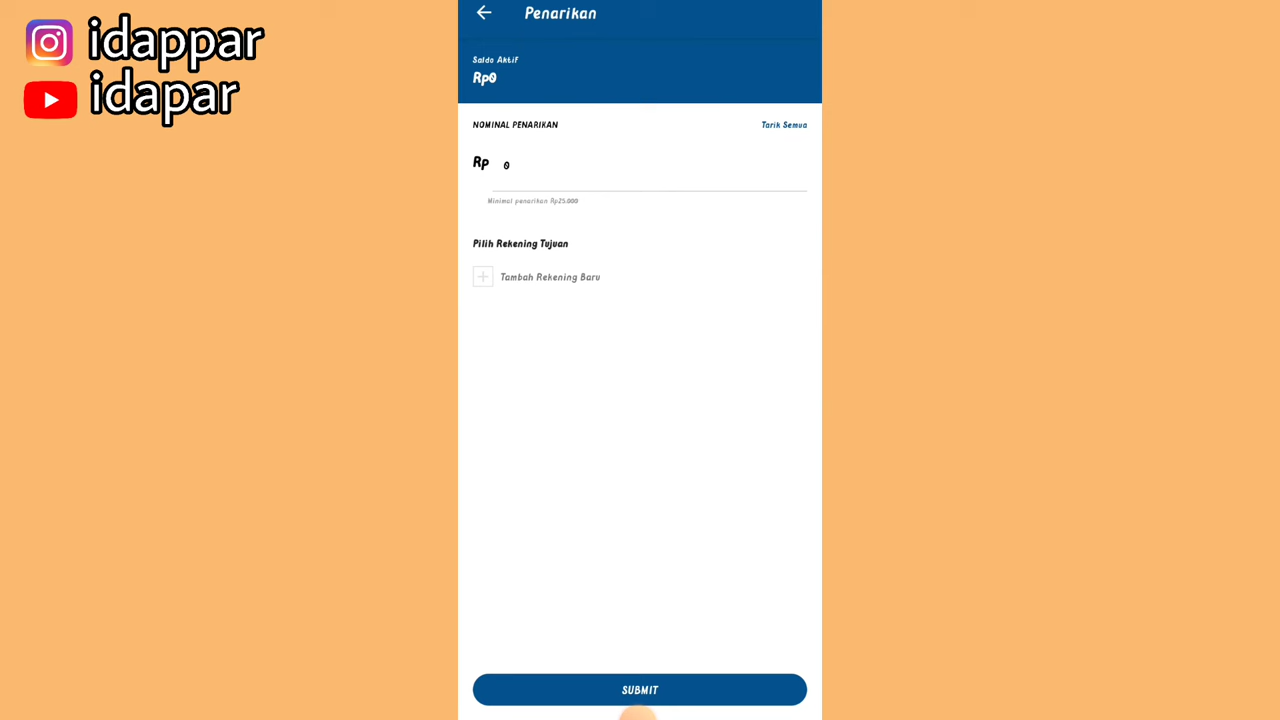 idappar
idapar
Penarikan
Saldo Aktif
Rp0
NOMINAL PENARIKAN
Tarik Semua
Rp 0
Minimal penarikan Rp25.000
Pilih Rekening Tujuan
Tambah Rekening Baru
SUBMIT